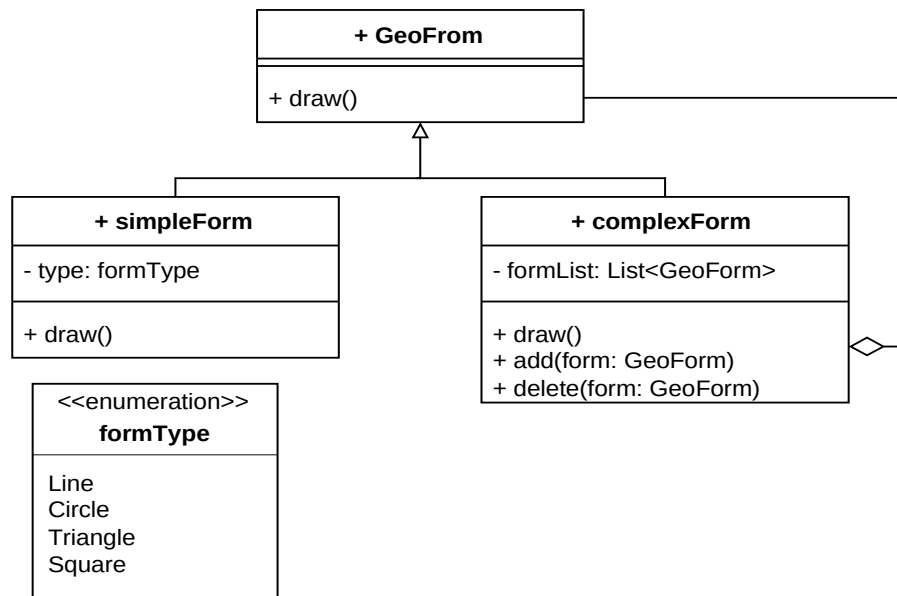 + GeoFrom
+ draw()
+ simpleForm
- type: formType
+ draw()
+ complexForm
- formList: List<GeoForm>
+ draw()
+ add(form: GeoForm)
+ delete(form: GeoForm)
<<enumeration>>
formType
Line
Circle
Triangle
Square